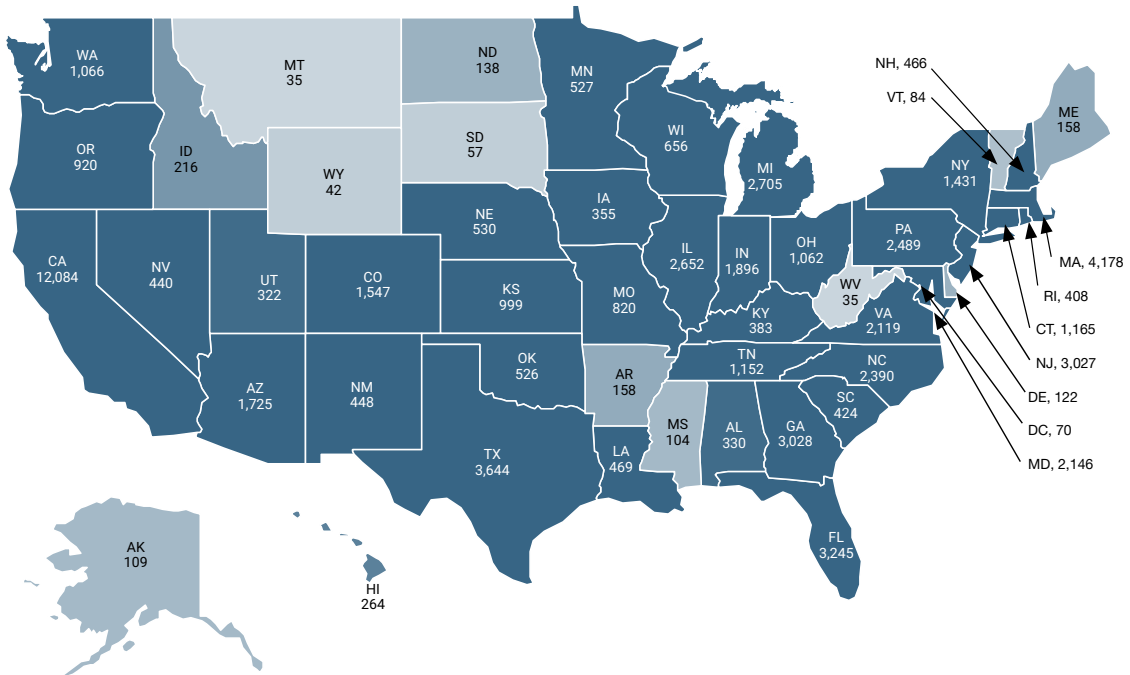 WA
1,066
MT
35
ND
138
MN
527
NH, 466
VT, 84
ME
158
OR
920
ID
216
SD
57
WI
656
MI
2,705
NY
1,431
WY
42
IA
355
NE
530
PA
2,489
CA
12,084
NV
440
UT
322
CO
1,547
IL
2,652
IN
1,896
OH
1,062
MA, 4,178
KS
999
MO
820
WV
35
RI, 408
KY
383
VA
2,119
CT, 1,165
OK
526
TN
1,152
NC
2,390
NJ, 3,027
AZ
1,725
NM
448
AR
158
SC
424
DE, 122
MS
104
AL
330
GA
3,028
DC, 70
TX
3,644
LA
469
MD, 2,146
FL
3,245
AK
109
HI
264